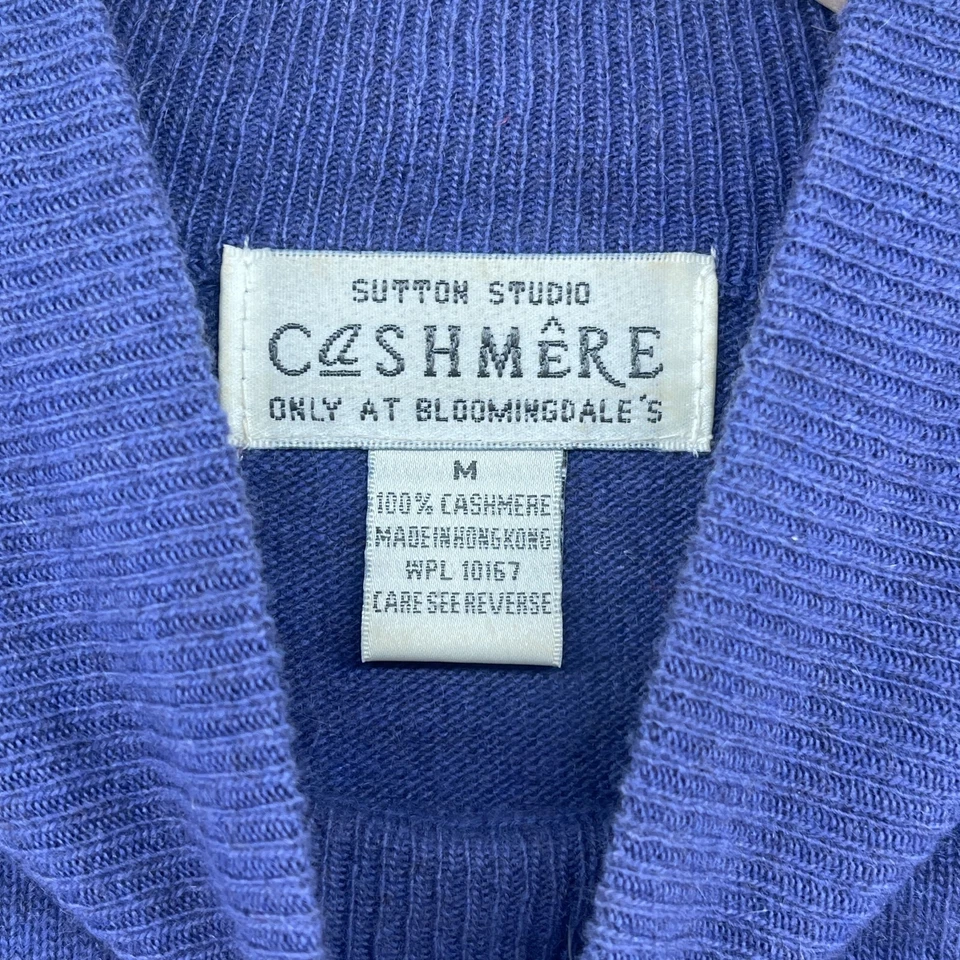 SUTTON STUDIO
CaSHMÊRE
ONLY AT BLOOMINGDALE'S
M
100% CASHMERE
MADE IN HONG KONG
WPL 10167
CARE SEE REVERSE